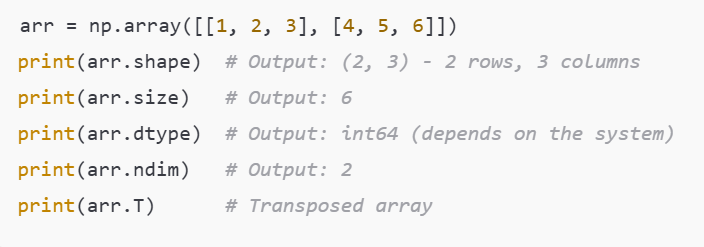 arr = np.array([[1, 2, 3], [4, 5, 6]])
print(arr.shape)  # Output: (2, 3) - 2 rows, 3 columns
print(arr.size)   # Output: 6
print(arr.dtype)  # Output: int64 (depends on the system)
print(arr.ndim)   # Output: 2
print(arr.T)      # Transposed array